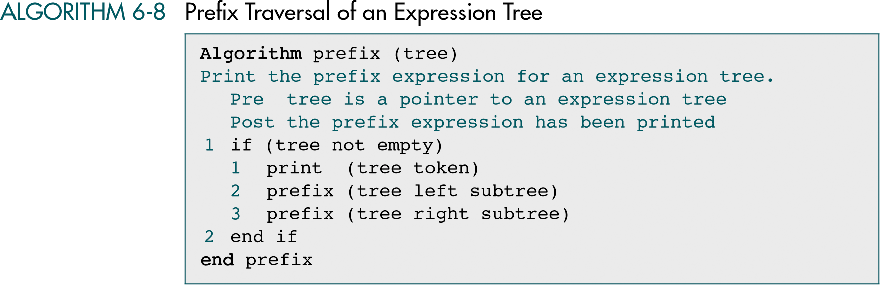 ALGORITHM 6-8 Prefix Traversal of an Expression Tree
Algorithm prefix (tree)
Print the prefix expression for an expression tree.
Pre tree is a pointer to an expression tree
Post the prefix expression has been printed
1 if (tree not empty)
1 print (tree token)
2 prefix (tree left subtree)
3 prefix (tree right subtree)
2 end if
end prefix